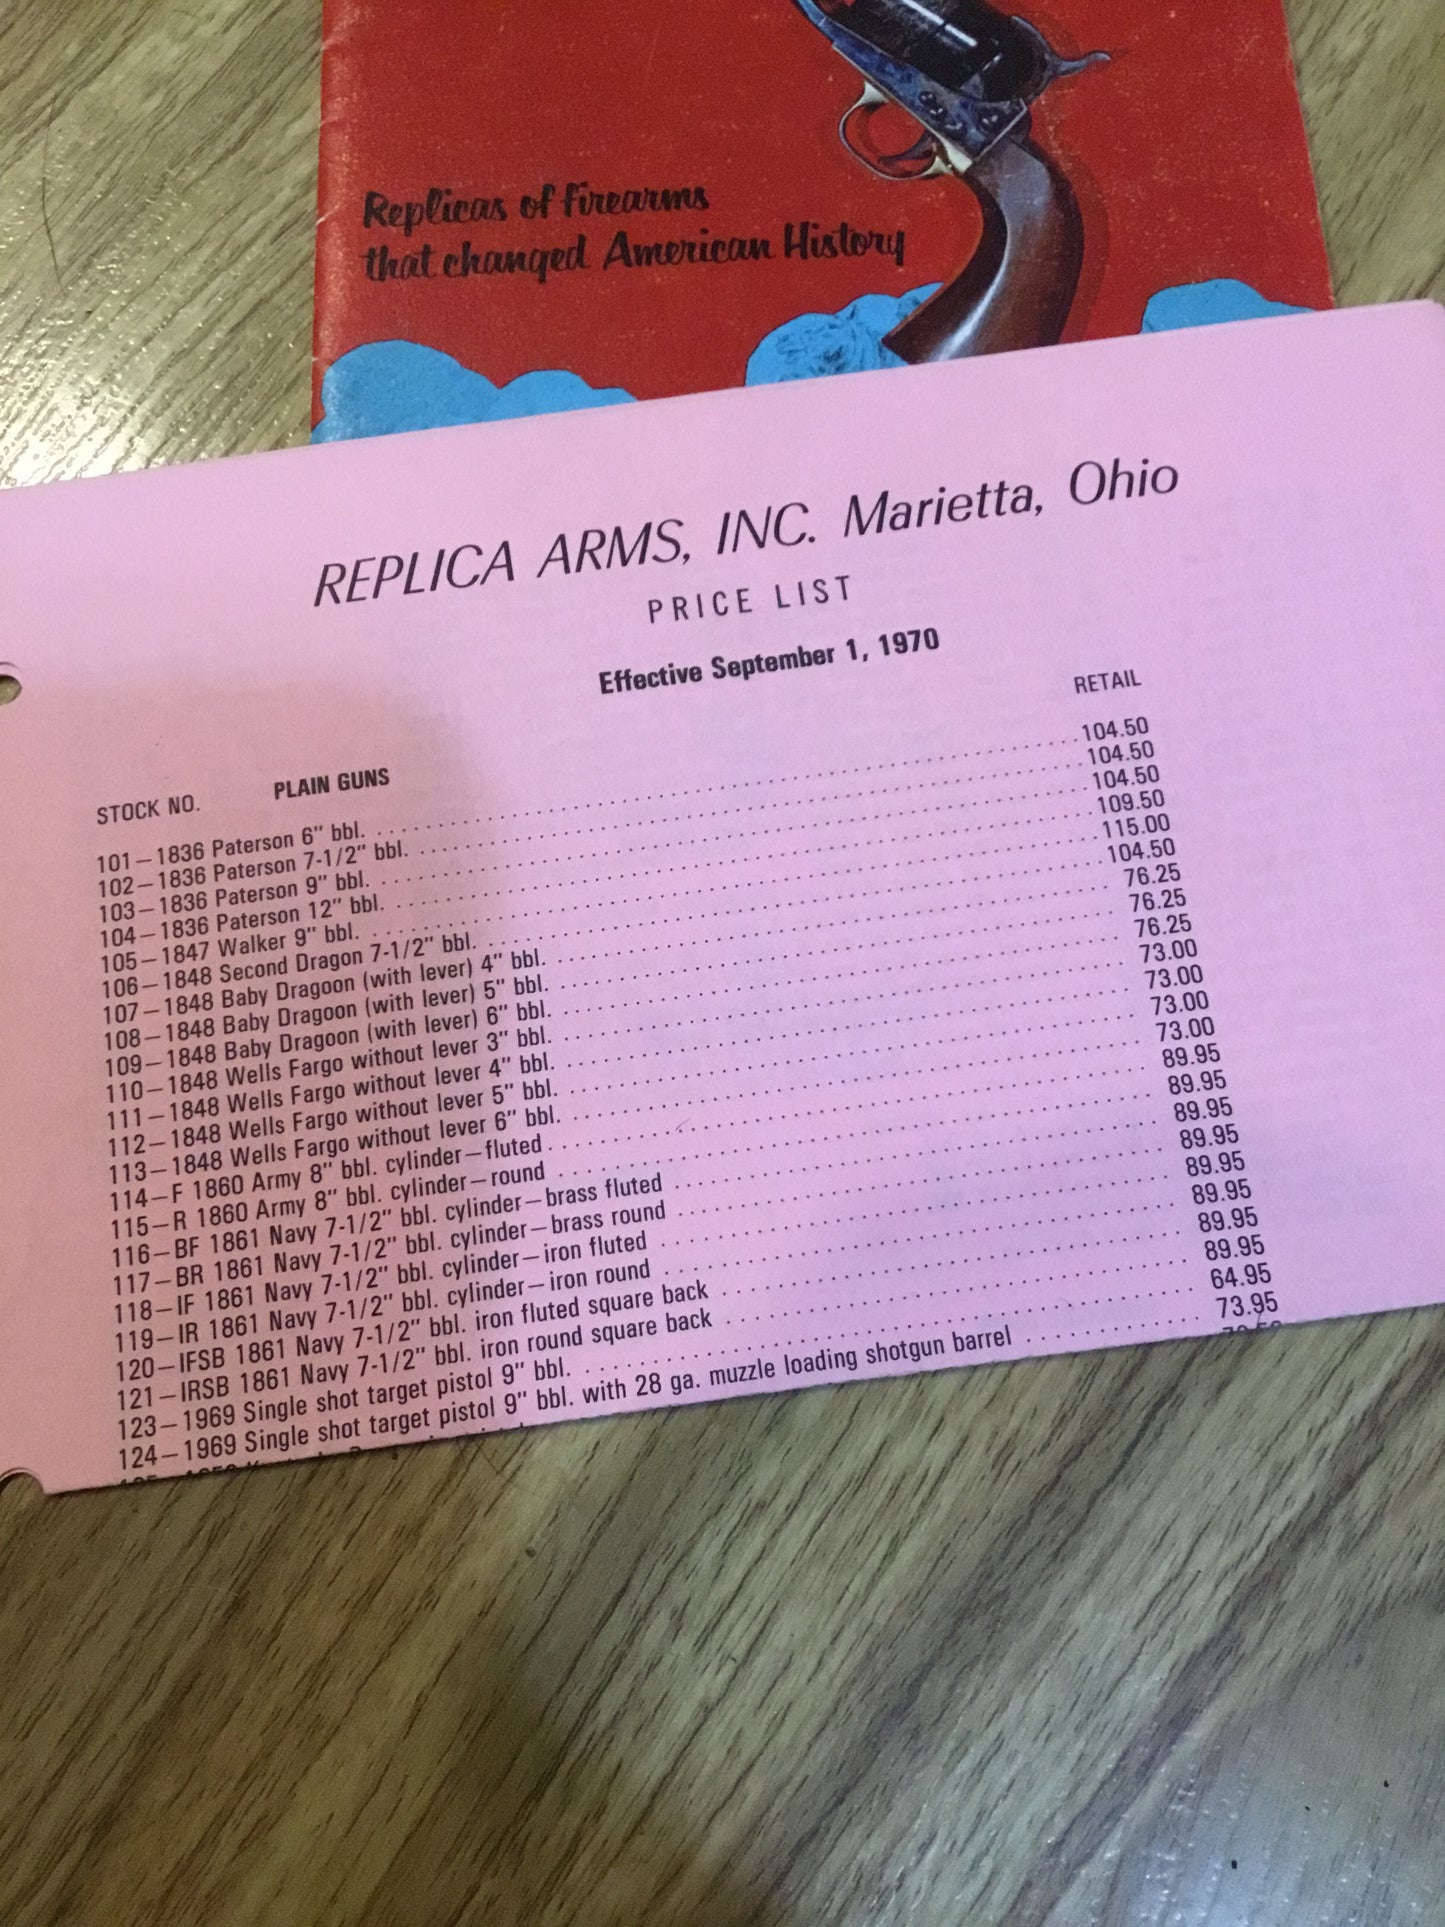 Replicas of firearms
that changed American History
REPLICA ARMS, INC. Marietta, Ohio
PRICE LIST
Effective September 1, 1970
STOCK NO. PLAIN GUNS RETAIL
101—1836 Paterson 6" bbl. 104.50
102—1836 Paterson 7-1/2" bbl. 104.50
103—1836 Paterson 9" bbl. 104.50
104—1836 Paterson 12" bbl. 109.50
105—1847 Walker 9" bbl. 115.00
106—1848 Second Dragon 7-1/2" bbl. 104.50
107—1848 Baby Dragoon (with lever) 4" bbl. 76.25
108—1848 Baby Dragoon (with lever) 5" bbl. 76.25
109—1848 Baby Dragoon (with lever) 6" bbl. 76.25
110—1848 Wells Fargo without lever 3" bbl. 73.00
111—1848 Wells Fargo without lever 4" bbl. 73.00
112—1848 Wells Fargo without lever 5" bbl. 73.00
113—1848 Wells Fargo without lever 6" bbl. 73.00
114—F 1860 Army 8" bbl. cylinder—fluted 89.95
115—R 1860 Army 8" bbl. cylinder—round 89.95
116—BF 1861 Navy 7-1/2" bbl. cylinder—brass fluted 89.95
117—BR 1861 Navy 7-1/2" bbl. cylinder—brass round 89.95
118—IF 1861 Navy 7-1/2" bbl. cylinder—iron fluted 89.95
119—IR 1861 Navy 7-1/2" bbl. cylinder—iron round 89.95
120—IFSB 1861 Navy 7-1/2" bbl. iron fluted square back 89.95
121—IRSB 1861 Navy 7-1/2" bbl. iron round square back 89.95
123—1969 Single shot target pistol 9" bbl. 64.95
124—1969 Single shot target pistol 9" bbl. with 28 ga. muzzle loading shotgun barrel 73.95